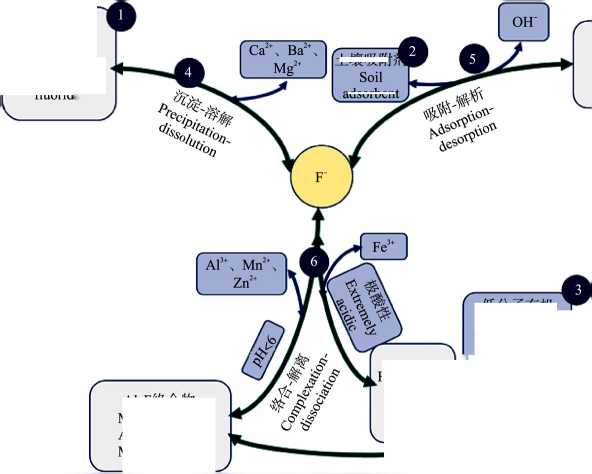 1
Ca²⁺、Ba²⁺、
Mg²⁺
OH⁻
2
Soil
adsorbent
4
5
沉淀-溶解
Precipitation-
dissolution
吸附-解析
Adsorption-
desorption
F⁻
6
Al³⁺、Mn²⁺、
Zn²⁺
Fe³⁺
极酸性
Extremely
acidic
3
pH<6
络合-解离
Complexation-
dissociation